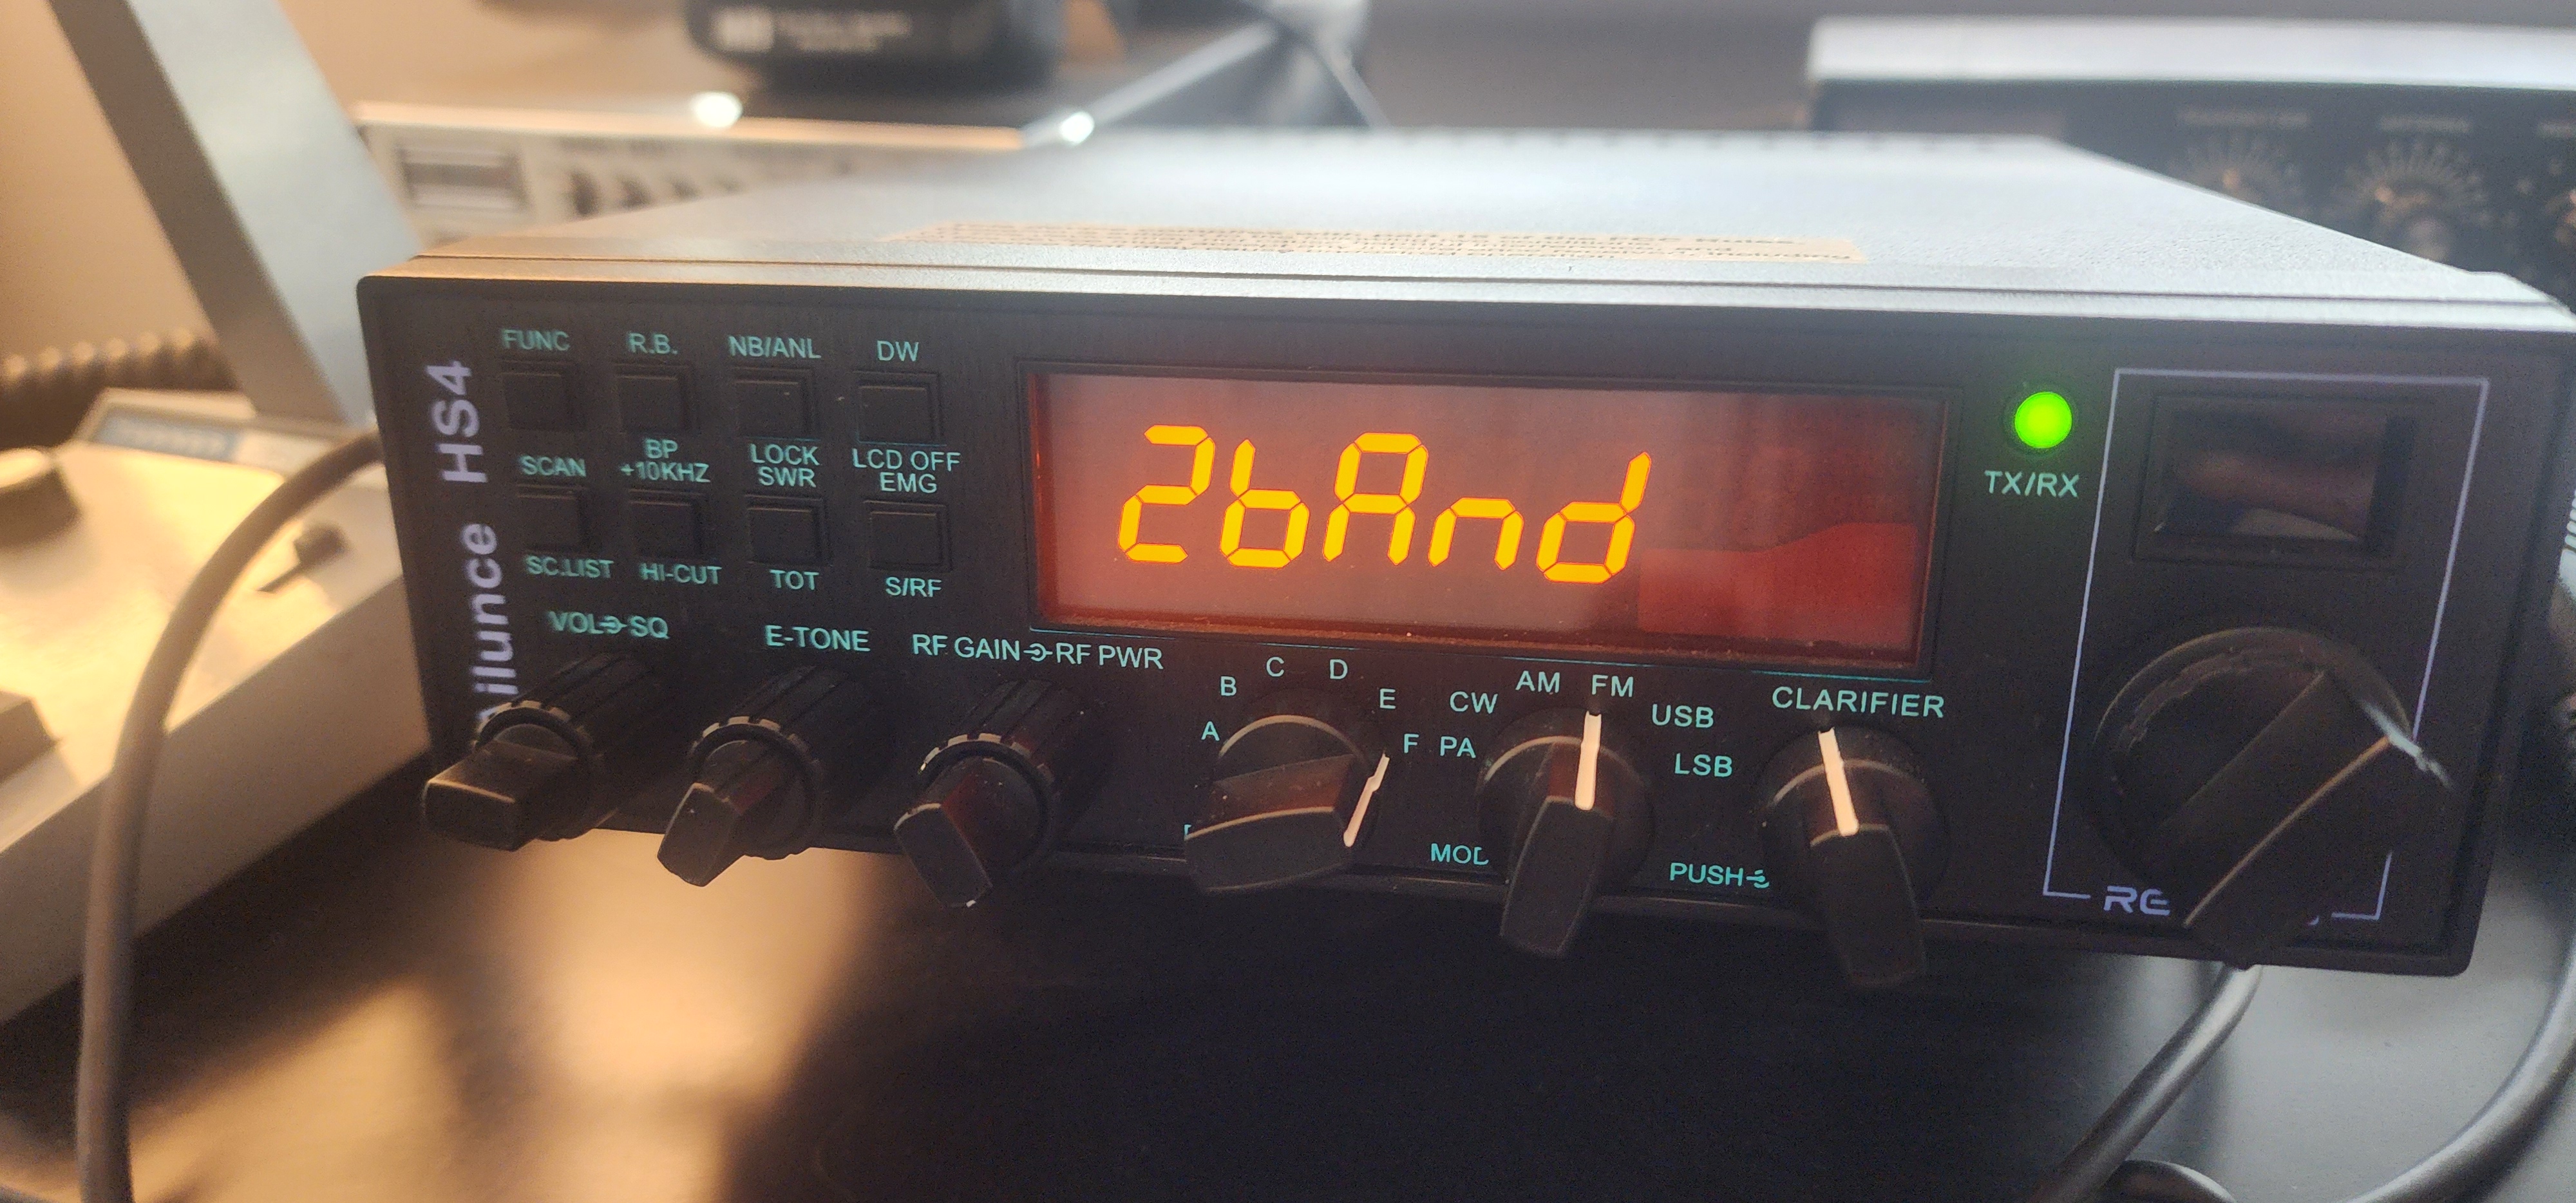 HS4
ilunce
FUNC R.B. NB/ANL DW
SCAN BP +10KHZ LOCK SWR LCD OFF EMG
SC.LIST HI-CUT TOT S/RF
2bAnd
TX/RX
VOL SQ E-TONE RF GAIN RF PWR
A B C D E F
PA CW AM FM USB LSB
CLARIFIER
MOD
PUSH
RE